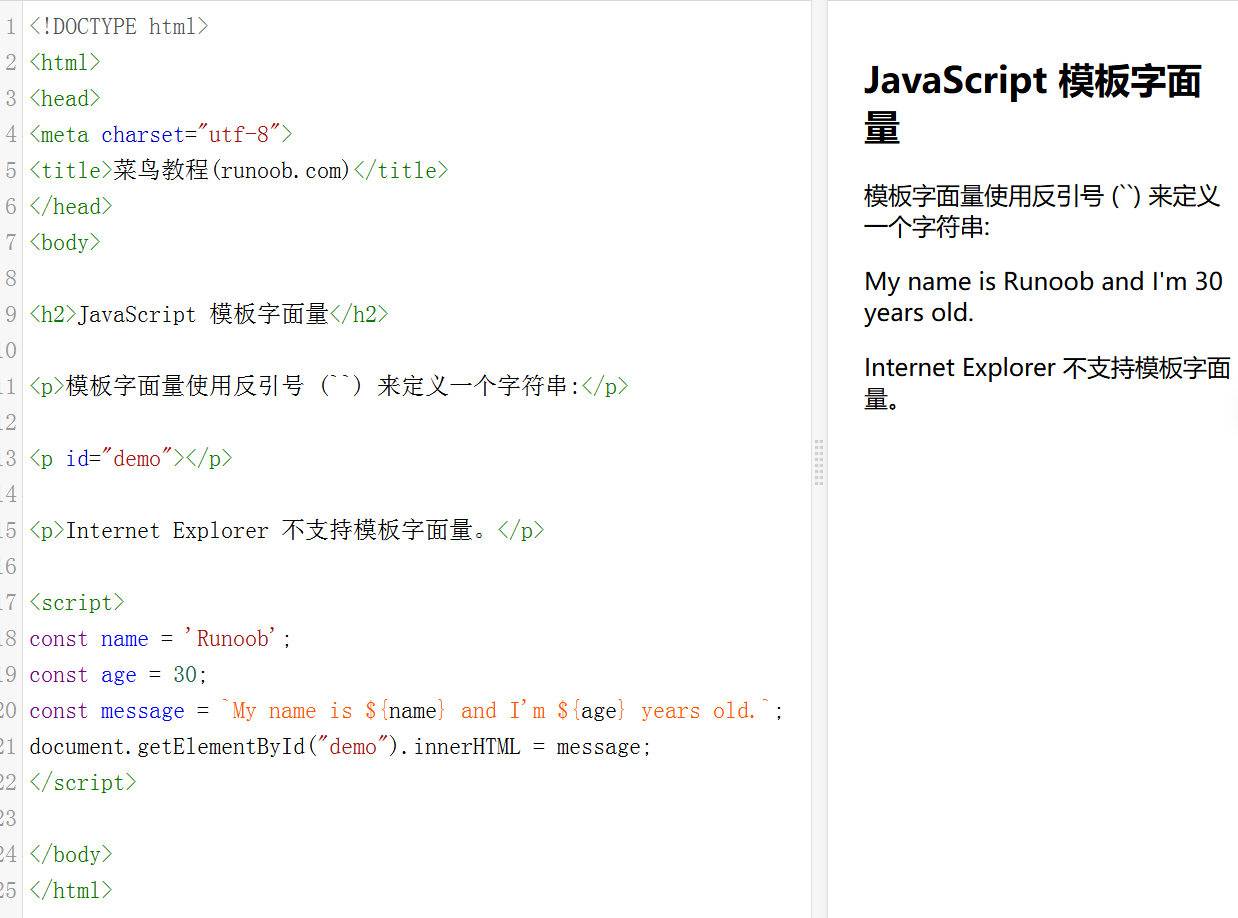 1 <!DOCTYPE html>
2 <html>
3 <head>
4 <meta charset="utf-8">
5 <title>菜鸟教程(runoob.com)</title>
6 </head>
7 <body>
8
9 <h2>JavaScript 模板字面量</h2>
10
11 <p>模板字面量使用反引号 (``) 来定义一个字符串:</p>
12
13 <p id="demo"></p>
14
15 <p>Internet Explorer 不支持模板字面量。</p>
16
17 <script>
18 const name = 'Runoob';
19 const age = 30;
20 const message = `My name is ${name} and I'm ${age} years old.`;
21 document.getElementById("demo").innerHTML = message;
22 </script>
23
24 </body>
25 </html>
JavaScript 模板字面
量
模板字面量使用反引号 (``) 来定义
一个字符串:
My name is Runoob and I'm 30
years old.
Internet Explorer 不支持模板字面
量。